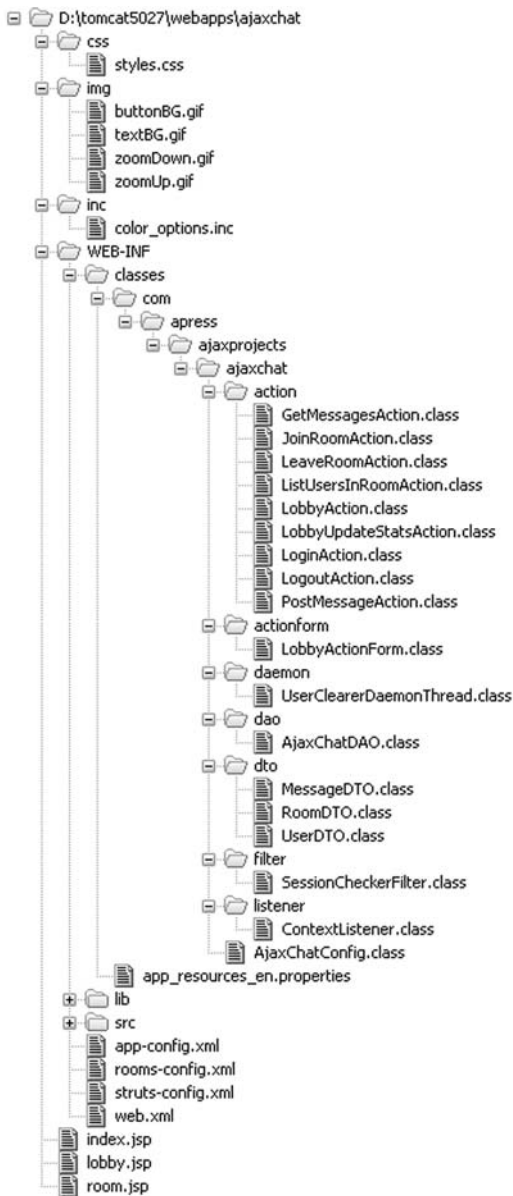 D:\tomcat5027\webapps\ajaxchat
css
styles.css
img
buttonBG.gif
textBG.gif
zoomDown.gif
zoomUp.gif
inc
color_options.inc
WEB-INF
classes
com
apress
ajaxprojects
ajaxchat
action
GetMessagesAction.class
JoinRoomAction.class
LeaveRoomAction.class
ListUsersInRoomAction.class
LobbyAction.class
LobbyUpdateStatsAction.class
LoginAction.class
LogoutAction.class
PostMessageAction.class
actionform
LobbyActionForm.class
daemon
UserClearerDaemonThread.class
dao
AjaxChatDAO.class
dto
MessageDTO.class
RoomDTO.class
UserDTO.class
filter
SessionCheckerFilter.class
listener
ContextListener.class
AjaxChatConfig.class
app_resources_en.properties
lib
src
app-config.xml
rooms-config.xml
struts-config.xml
web.xml
index.jsp
lobby.jsp
room.jsp